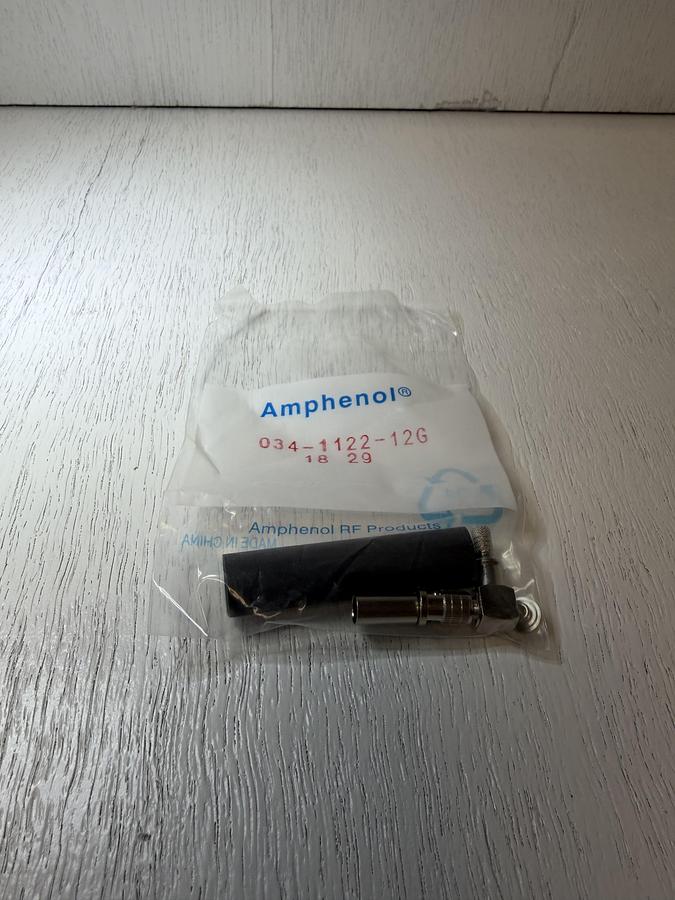 Amphenol®
034-1122-12G
18 29
Amphenol RF Products
MADE IN CHINA